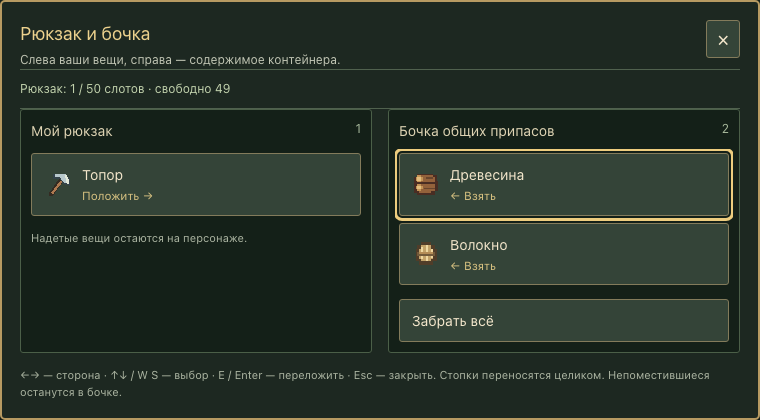 Рюкзак и бочка
×
Слева ваши вещи, справа — содержимое контейнера.
Рюкзак: 1 / 50 слотов · свободно 49
Мой рюкзак
1
Топор
Положить →
Надетые вещи остаются на персонаже.
Бочка общих припасов
2
Древесина
← Взять
Волокно
← Взять
Забрать всё
←→ — сторона · ↑↓ / W S — выбор · E / Enter — переложить · Esc — закрыть. Стопки переносятся целиком. Непоместившиеся
останутся в бочке.